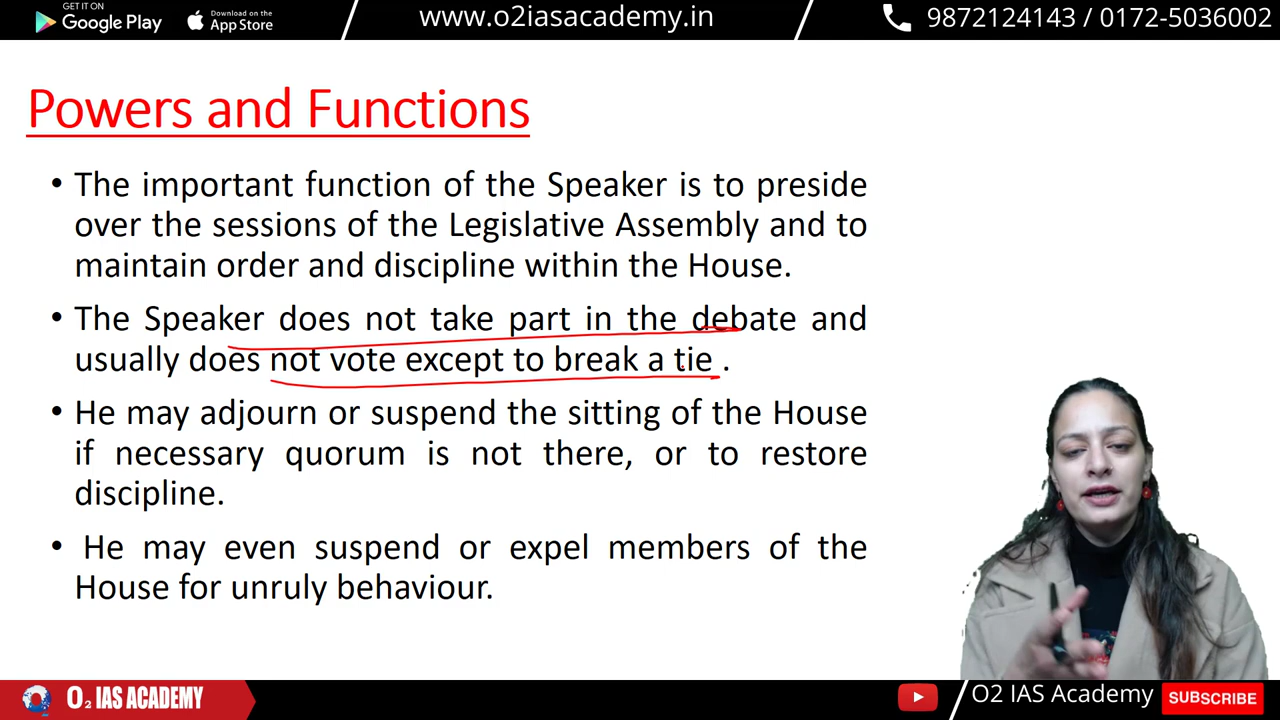 GET IT ON
Google Play
Download on the
App Store
www.o2iasacademy.in
9872124143 / 0172-5036002
Powers and Functions
• The important function of the Speaker is to preside
over the sessions of the Legislative Assembly and to
maintain order and discipline within the House.
• The Speaker does not take part in the debate and
usually does not vote except to break a tie .
• He may adjourn or suspend the sitting of the House
if necessary quorum is not there, or to restore
discipline.
• He may even suspend or expel members of the
House for unruly behaviour.
O₂ IAS ACADEMY
O2 IAS Academy
SUBSCRIBE